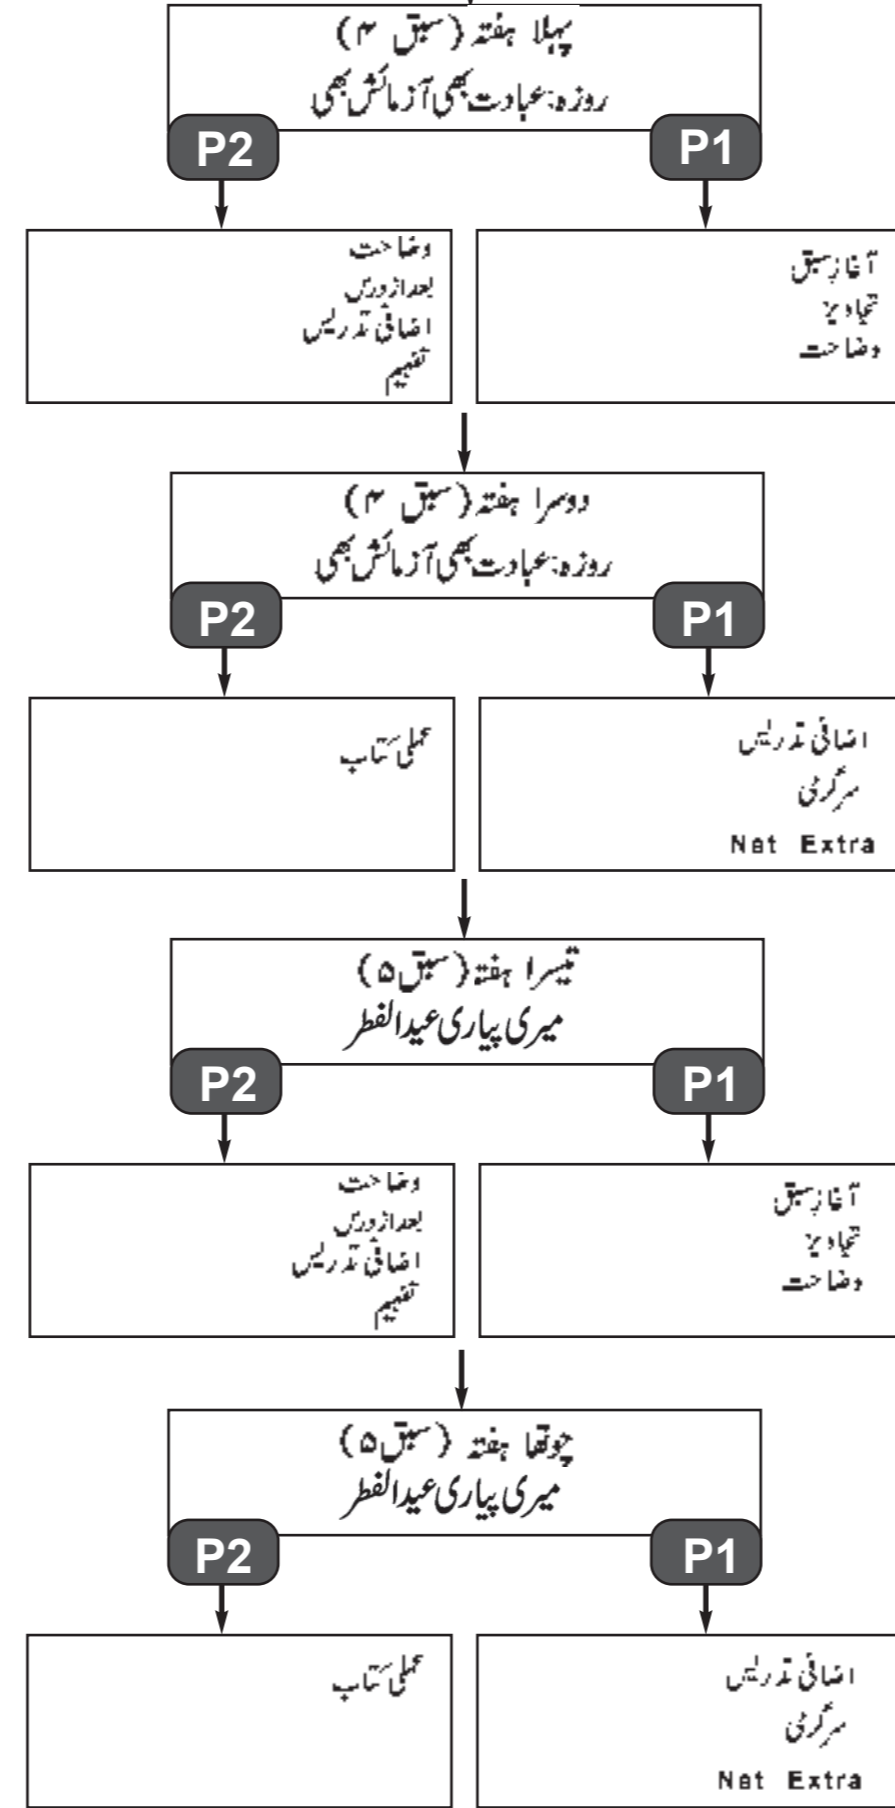 پہلا ہفتہ (سبق ۴)
روزہ: عبادت بھی آزمائش بھی
P1
P2
آغازِ سبق
تجاویز
وضاحت
وضاحت
بعد از درس
اضافی تدریس
تفہیم
دوسرا ہفتہ (سبق ۴)
روزہ: عبادت بھی آزمائش بھی
P1
P2
اضافی تدریس
سرگرمی
Net Extra
عملی کتاب
تیسرا ہفتہ (سبق ۵)
میری پیاری عیدالفطر
P1
P2
آغازِ سبق
تجاویز
وضاحت
وضاحت
بعد از درس
اضافی تدریس
تفہیم
چوتھا ہفتہ (سبق ۵)
میری پیاری عیدالفطر
P1
P2
اضافی تدریس
سرگرمی
Net Extra
عملی کتاب